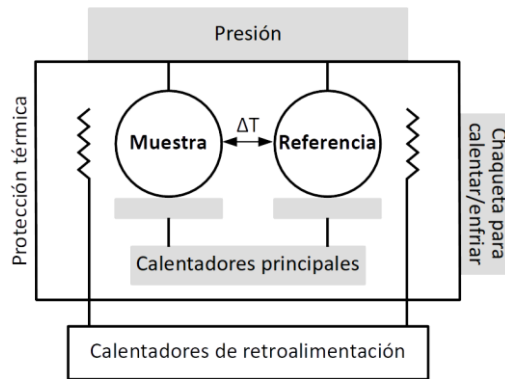 Presión
Protección térmica
Muestra
ΔT
Referencia
Chaqueta para
calentar/enfriar
Calentadores principales
Calentadores de retroalimentación